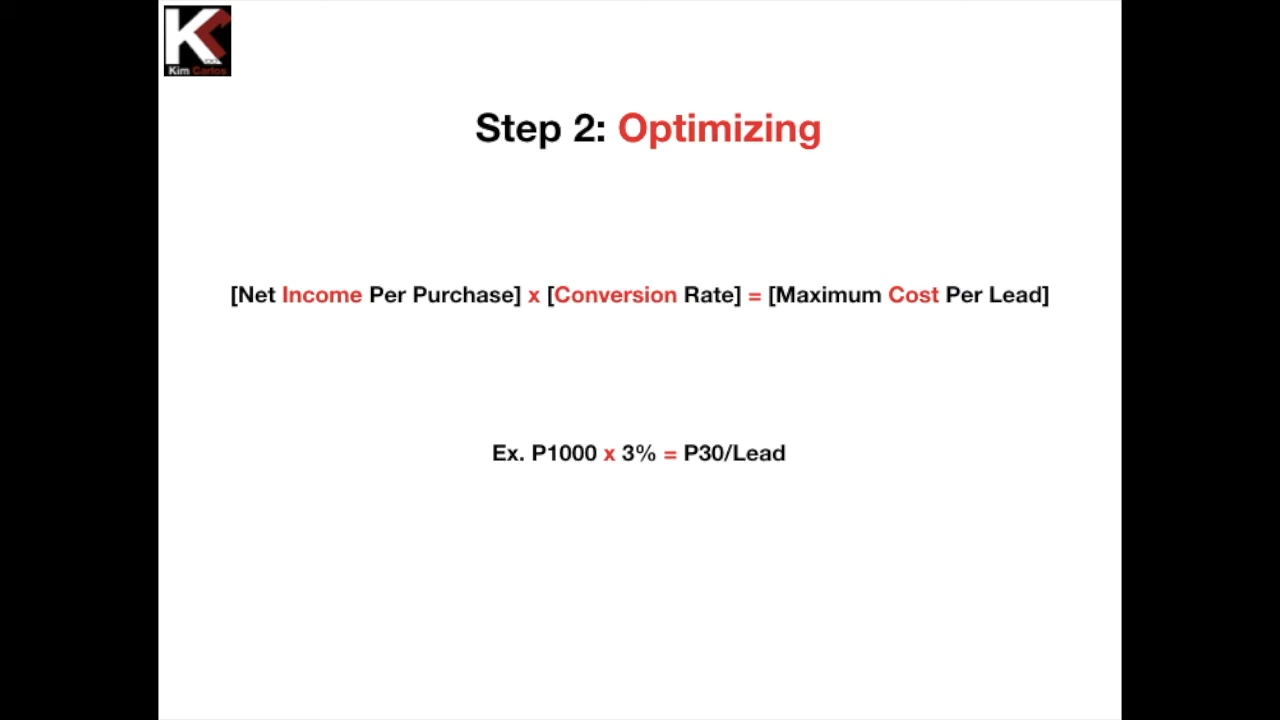 Kim Carlos
Step 2: Optimizing
[Net Income Per Purchase] x [Conversion Rate] = [Maximum Cost Per Lead]
Ex. P1000 x 3% = P30/Lead